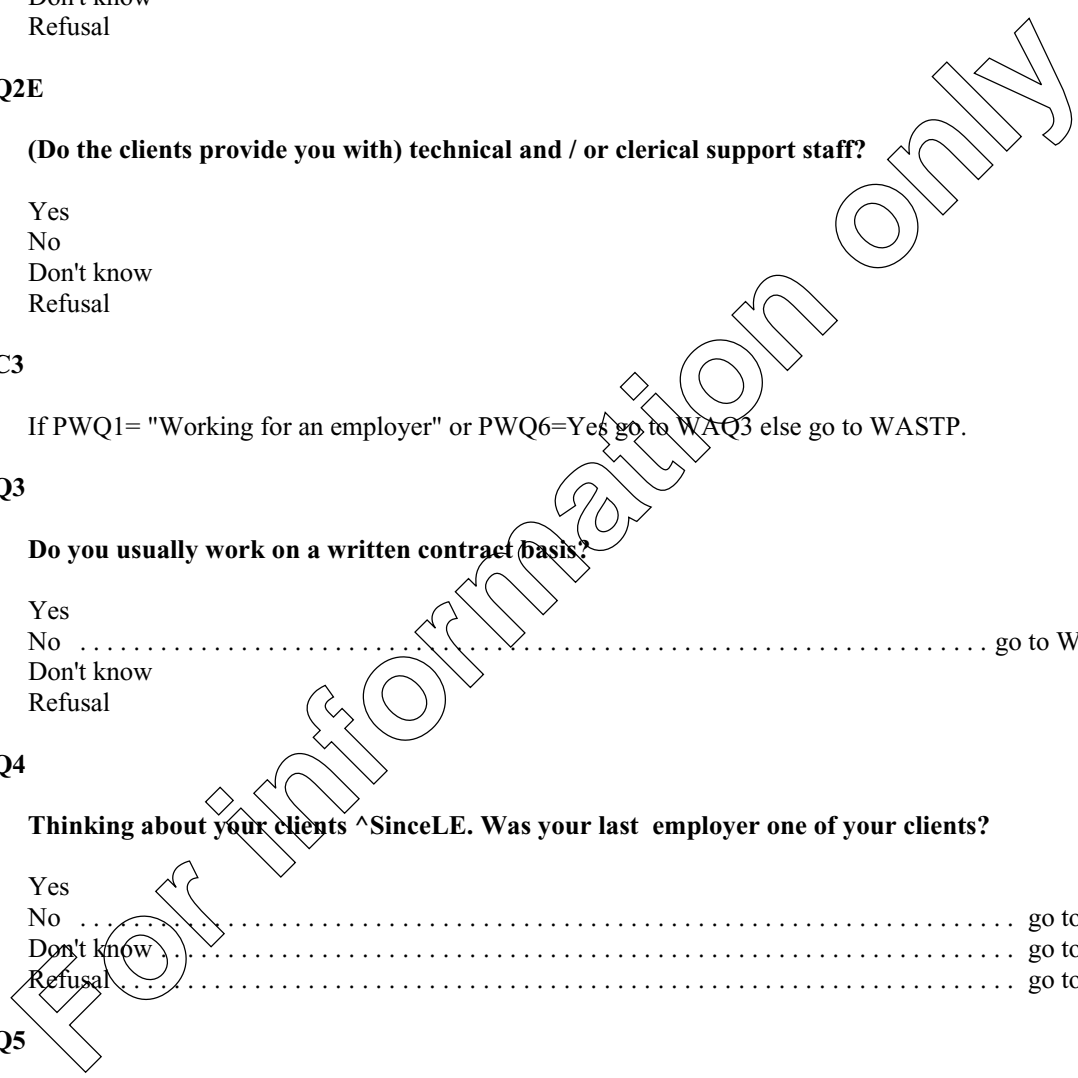 Don't know
Refusal
Q2E
(Do the clients provide you with) technical and / or clerical support staff?
Yes
No
Don't know
Refusal
C3
If PWQ1= "Working for an employer" or PWQ6=Yes go to WAQ3 else go to WASTP.
Q3
Do you usually work on a written contract basis?
Yes
No . . . . . . . . . . . . . . . . . . . . . . . . . . . . . . . . . . . . . . . . . . . . . . . . . . . . . . . . . . . . . . . . . . . . go to W
Don't know
Refusal
Q4
Thinking about your clients ^SinceLE. Was your last employer one of your clients?
Yes
No . . . . . . . . . . . . . . . . . . . . . . . . . . . . . . . . . . . . . . . . . . . . . . . . . . . . . . . . . . . . . . . . . . . . . . go to
Don't know . . . . . . . . . . . . . . . . . . . . . . . . . . . . . . . . . . . . . . . . . . . . . . . . . . . . . . . . . . . . . . . . go to
Refusal . . . . . . . . . . . . . . . . . . . . . . . . . . . . . . . . . . . . . . . . . . . . . . . . . . . . . . . . . . . . . . . . . . . go to
Q5
For information only